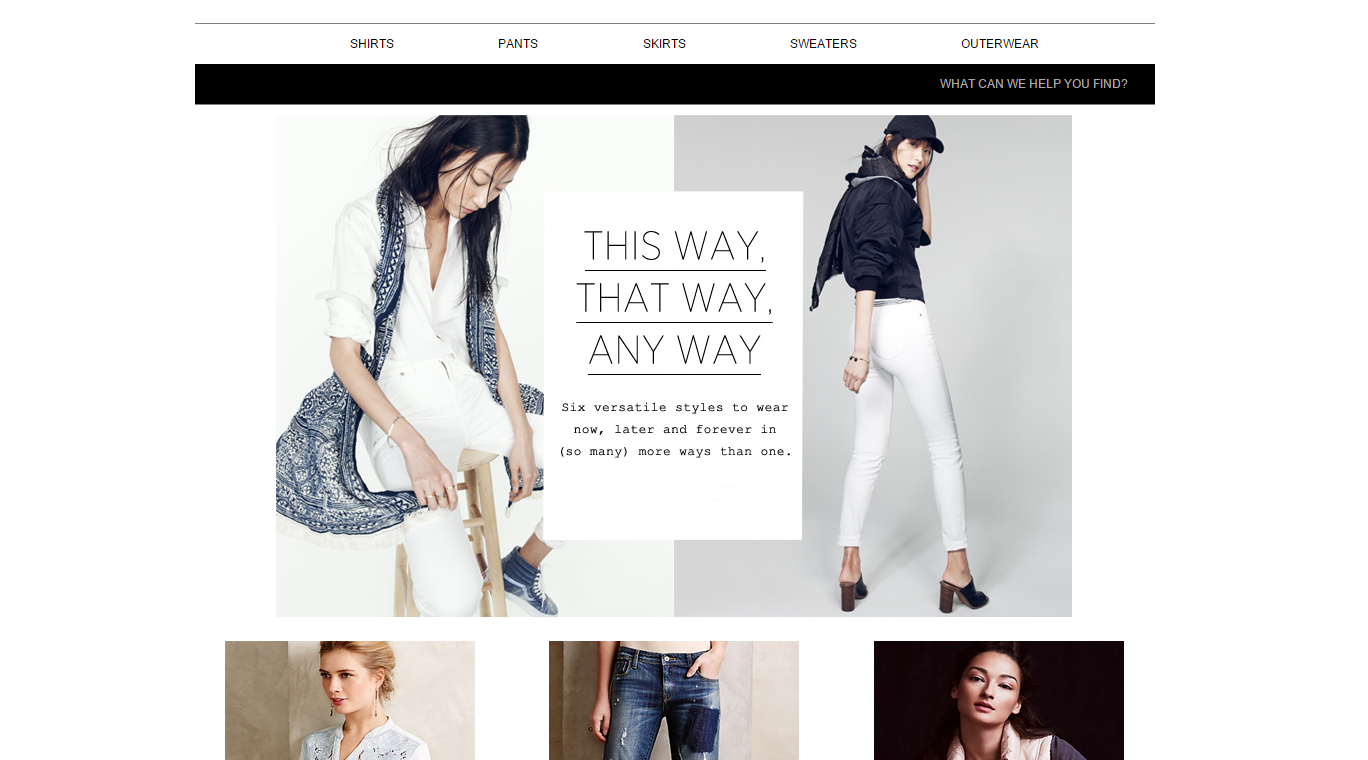 SHIRTS PANTS SKIRTS SWEATERS OUTERWEAR
WHAT CAN WE HELP YOU FIND?
THIS WAY,
THAT WAY,
ANY WAY
Six versatile styles to wear
now, later and forever in
(so many) more ways than one.